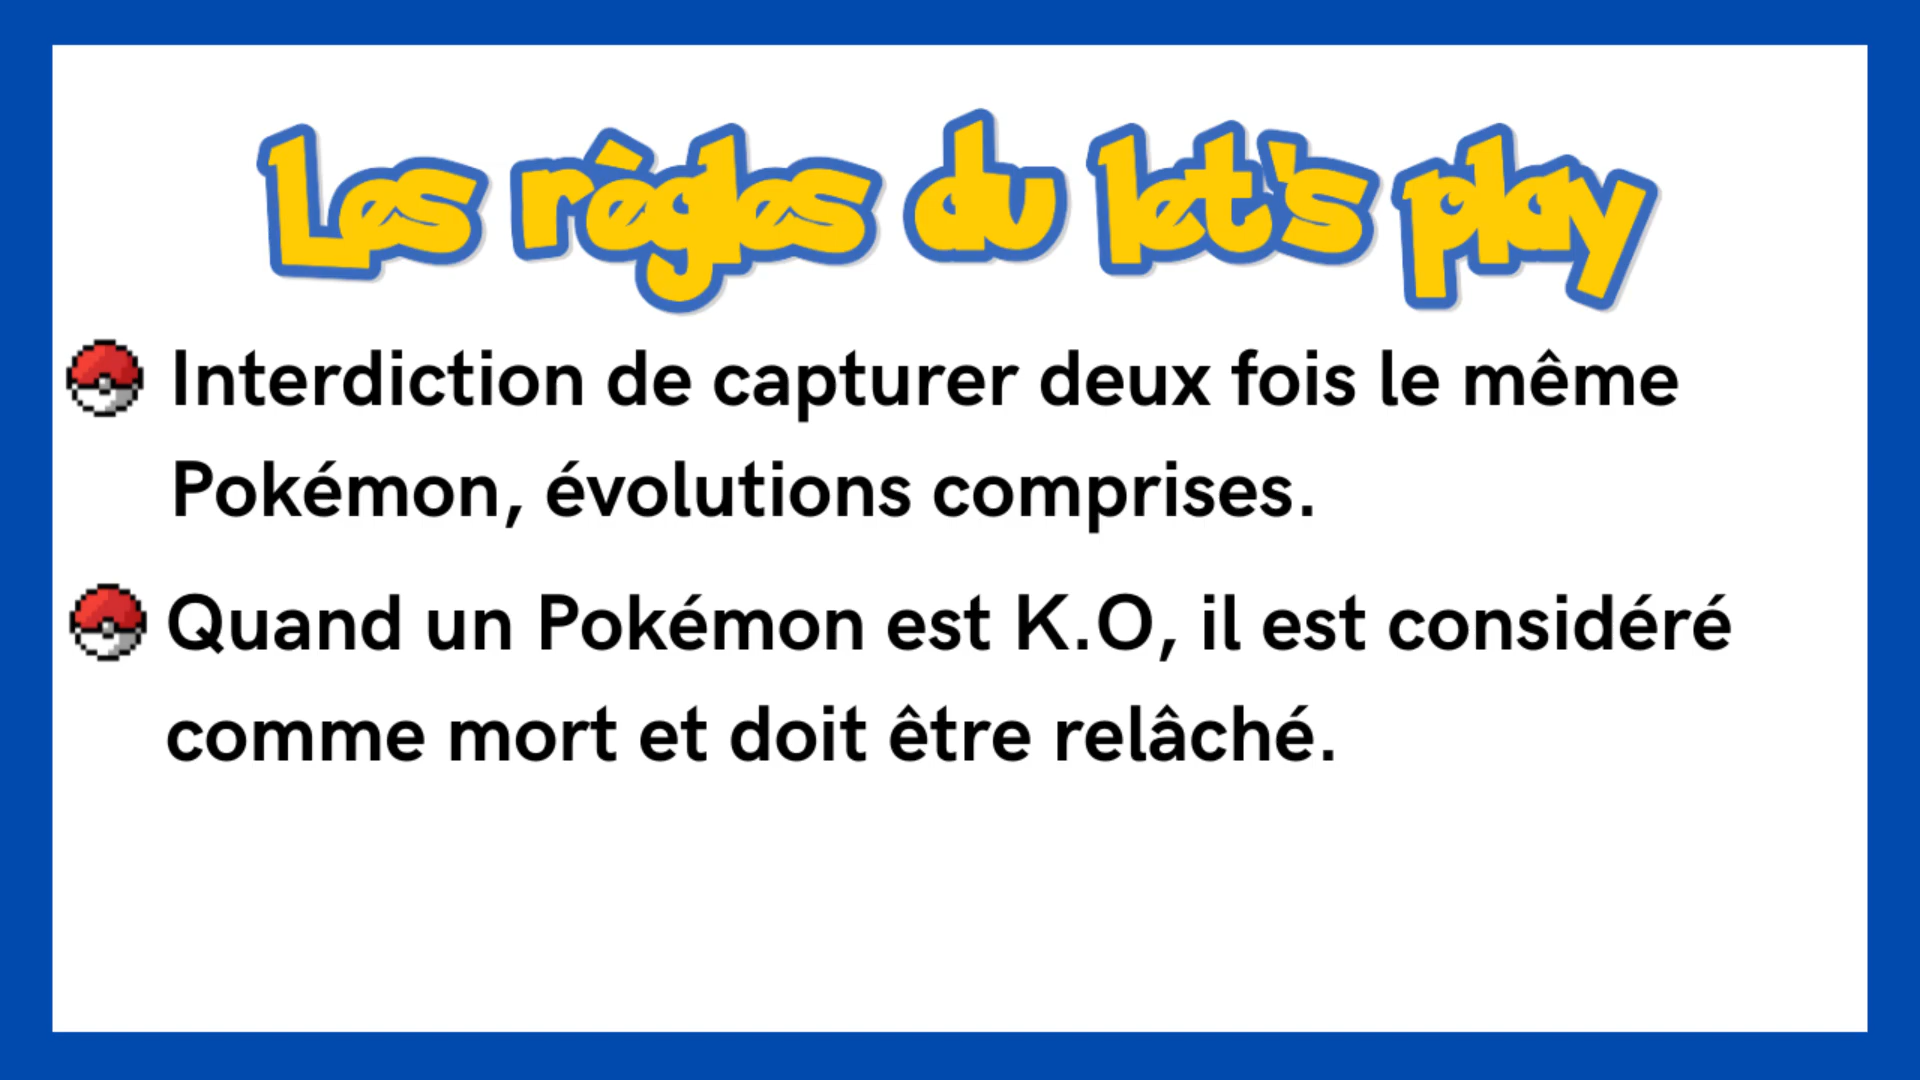 Les règles du let's play
Interdiction de capturer deux fois le même
Pokémon, évolutions comprises.
Quand un Pokémon est K.O, il est considéré
comme mort et doit être relâché.